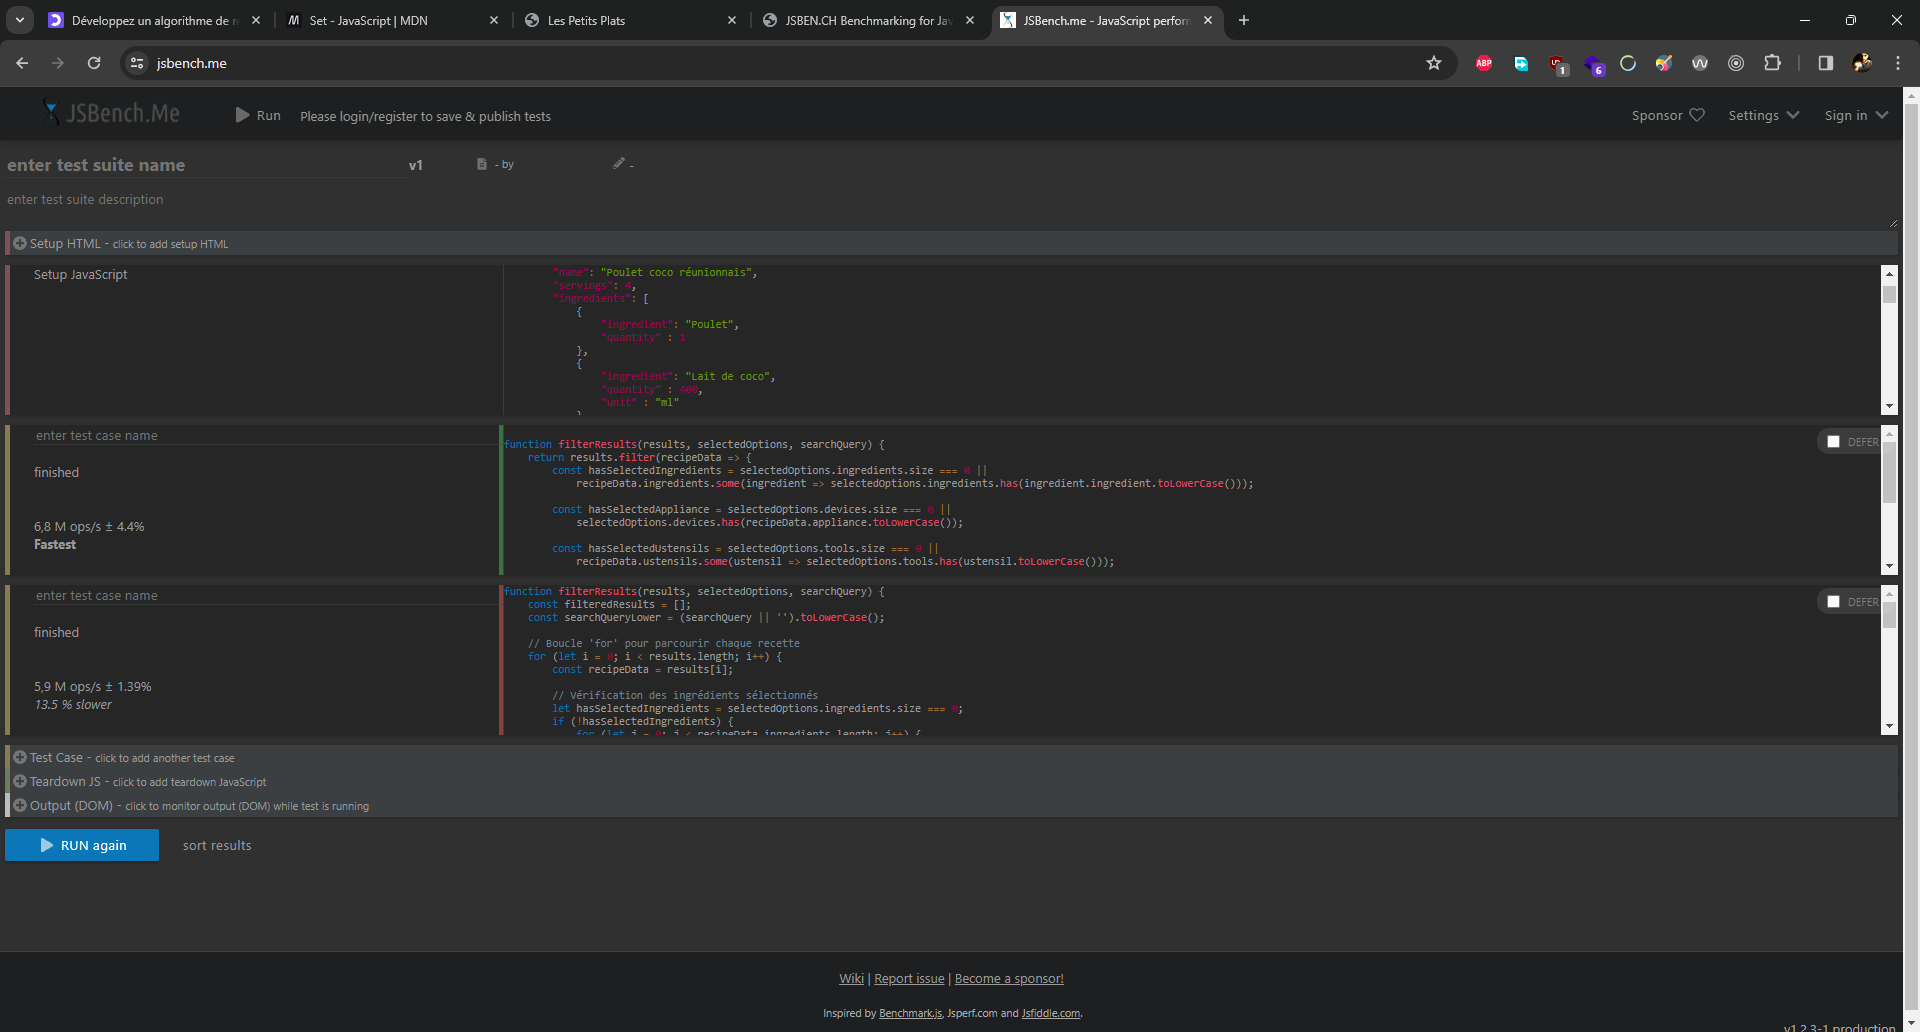 Développez un algorithme de r
Set - JavaScript | MDN
Les Petits Plats
JSBEN.CH Benchmarking for Jav
JSBench.me - JavaScript perform
jsbench.me
ABP
1
6
JSBench.Me
Run
Please login/register to save & publish tests
Sponsor
Settings
Sign in
enter test suite name
v1
- by
-
enter test suite description
Setup HTML - click to add setup HTML
Setup JavaScript
"name": "Poulet coco réunionnais",
"servings": 4,
"ingredients": [
{
"ingredient": "Poulet",
"quantity" : 1
},
{
"ingredient": "Lait de coco",
"quantity" : 400,
"unit" : "ml"
}
enter test case name
finished
6,8 M ops/s ± 4.4%
Fastest
function filterResults(results, selectedOptions, searchQuery) {
return results.filter(recipeData => {
const hasSelectedIngredients = selectedOptions.ingredients.size === 0 ||
recipeData.ingredients.some(ingredient => selectedOptions.ingredients.has(ingredient.ingredient.toLowerCase()));
const hasSelectedAppliance = selectedOptions.devices.size === 0 ||
selectedOptions.devices.has(recipeData.appliance.toLowerCase());
const hasSelectedUstensils = selectedOptions.tools.size === 0 ||
recipeData.ustensils.some(ustensil => selectedOptions.tools.has(ustensil.toLowerCase()));
DEFER
enter test case name
finished
5,9 M ops/s ± 1.39%
13.5 % slower
function filterResults(results, selectedOptions, searchQuery) {
const filteredResults = [];
const searchQueryLower = (searchQuery || '').toLowerCase();
// Boucle 'for' pour parcourir chaque recette
for (let i = 0; i < results.length; i++) {
const recipeData = results[i];
// Vérification des ingrédients sélectionnés
let hasSelectedIngredients = selectedOptions.ingredients.size === 0;
if (!hasSelectedIngredients) {
for (let j = 0; j < recipeData.ingredients.length; j++) {
DEFER
Test Case - click to add another test case
Teardown JS - click to add teardown JavaScript
Output (DOM) - click to monitor output (DOM) while test is running
RUN again
sort results
Wiki | Report issue | Become a sponsor!
Inspired by Benchmark.js, Jsperf.com and Jsfiddle.com.
v1.2.3-1 production